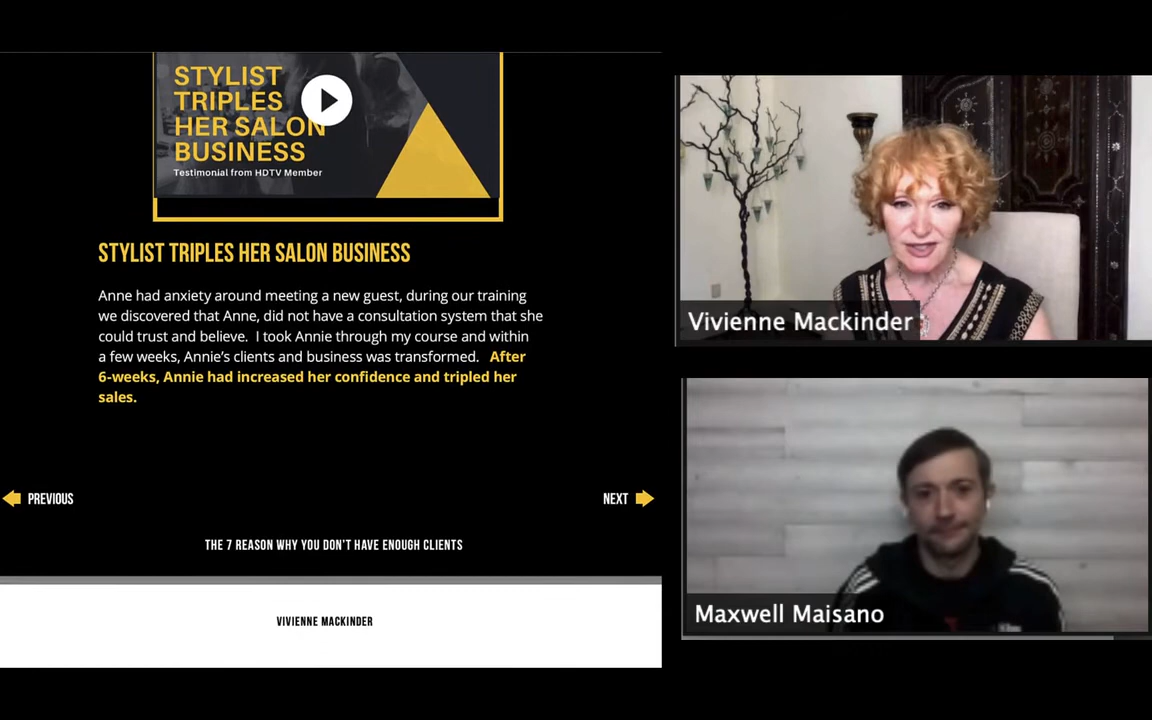 STYLIST
TRIPLES
HER SALON
BUSINESS
Testimonial from HDTV Member
STYLIST TRIPLES HER SALON BUSINESS
Anne had anxiety around meeting a new guest, during our training
we discovered that Anne, did not have a consultation system that she
could trust and believe. I took Annie through my course and within
a few weeks, Annie's clients and business was transformed. After
6-weeks, Annie had increased her confidence and tripled her
sales.
PREVIOUS
NEXT
THE 7 REASON WHY YOU DON'T HAVE ENOUGH CLIENTS
VIVIENNE MACKINDER
Vivienne Mackinder
Maxwell Maisano